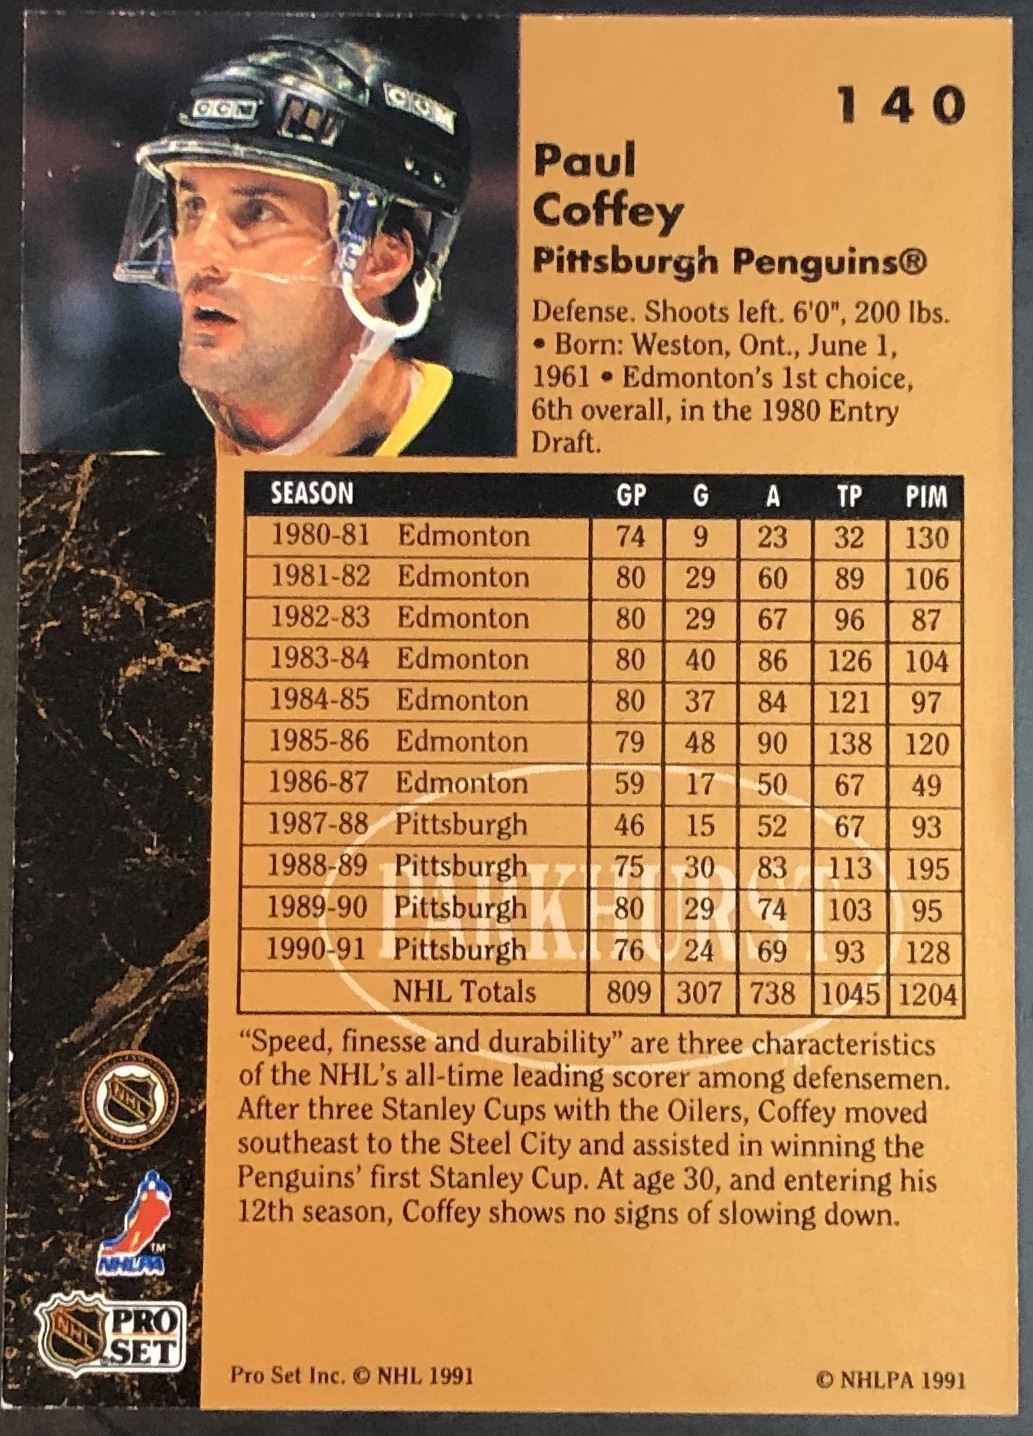 CCM
CCM
140
Paul
Coffey
Pittsburgh Penguins®
Defense. Shoots left. 6'0", 200 lbs.
• Born: Weston, Ont., June 1,
1961 • Edmonton's 1st choice,
6th overall, in the 1980 Entry
Draft.
SEASON GP G A TP PIM
1980-81 Edmonton 74 9 23 32 130
1981-82 Edmonton 80 29 60 89 106
1982-83 Edmonton 80 29 67 96 87
1983-84 Edmonton 80 40 86 126 104
1984-85 Edmonton 80 37 84 121 97
1985-86 Edmonton 79 48 90 138 120
1986-87 Edmonton 59 17 50 67 49
1987-88 Pittsburgh 46 15 52 67 93
1988-89 Pittsburgh 75 30 83 113 195
1989-90 Pittsburgh 80 29 74 103 95
1990-91 Pittsburgh 76 24 69 93 128
NHL Totals 809 307 738 1045 1204
PARKHURST
"Speed, finesse and durability" are three characteristics
of the NHL's all-time leading scorer among defensemen.
After three Stanley Cups with the Oilers, Coffey moved
southeast to the Steel City and assisted in winning the
Penguins' first Stanley Cup. At age 30, and entering his
12th season, Coffey shows no signs of slowing down.
NHL
NHLPA
TM
NHL
PRO
SET
Pro Set Inc. © NHL 1991
© NHLPA 1991